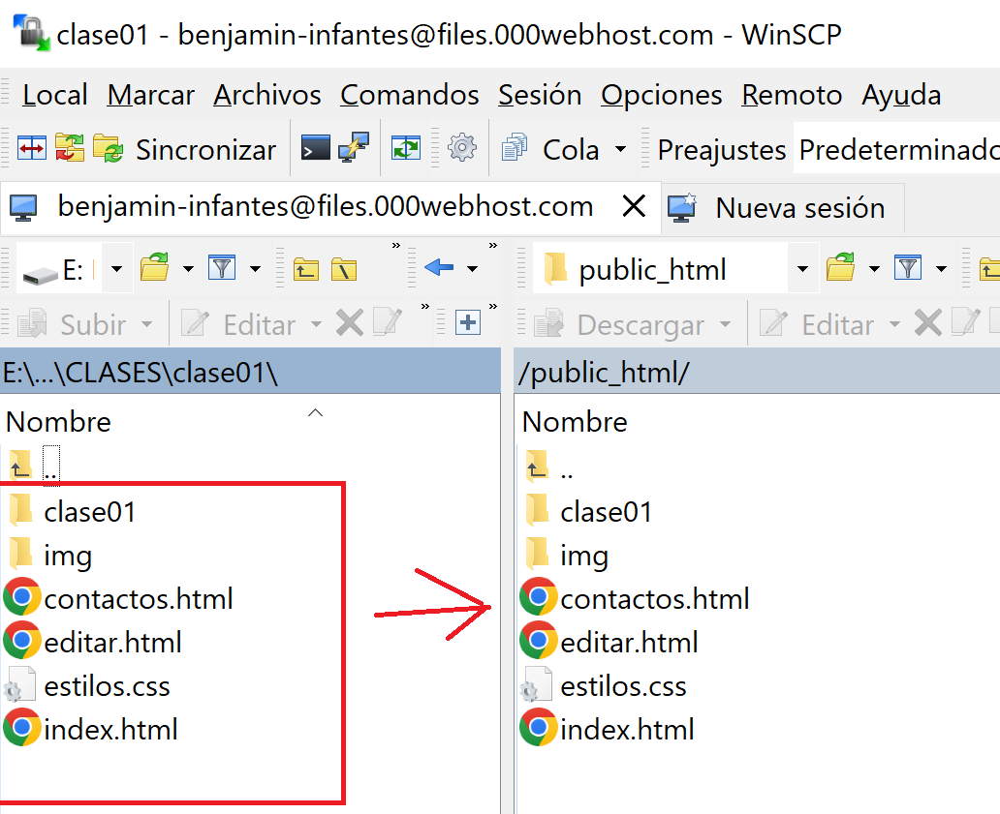 clase01 - benjamin-infantes@files.000webhost.com - WinSCP
Local Marcar Archivos Comandos Sesión Opciones Remoto Ayuda
Sincronizar Cola Preajustes Predeterminado
benjamin-infantes@files.000webhost.com Nueva sesión
E: public_html
Subir Editar Descargar Editar
E:\...\CLASES\clase01\ /public_html/
Nombre Nombre
.. ..
clase01 clase01
img img
contactos.html contactos.html
editar.html editar.html
estilos.css estilos.css
index.html index.html